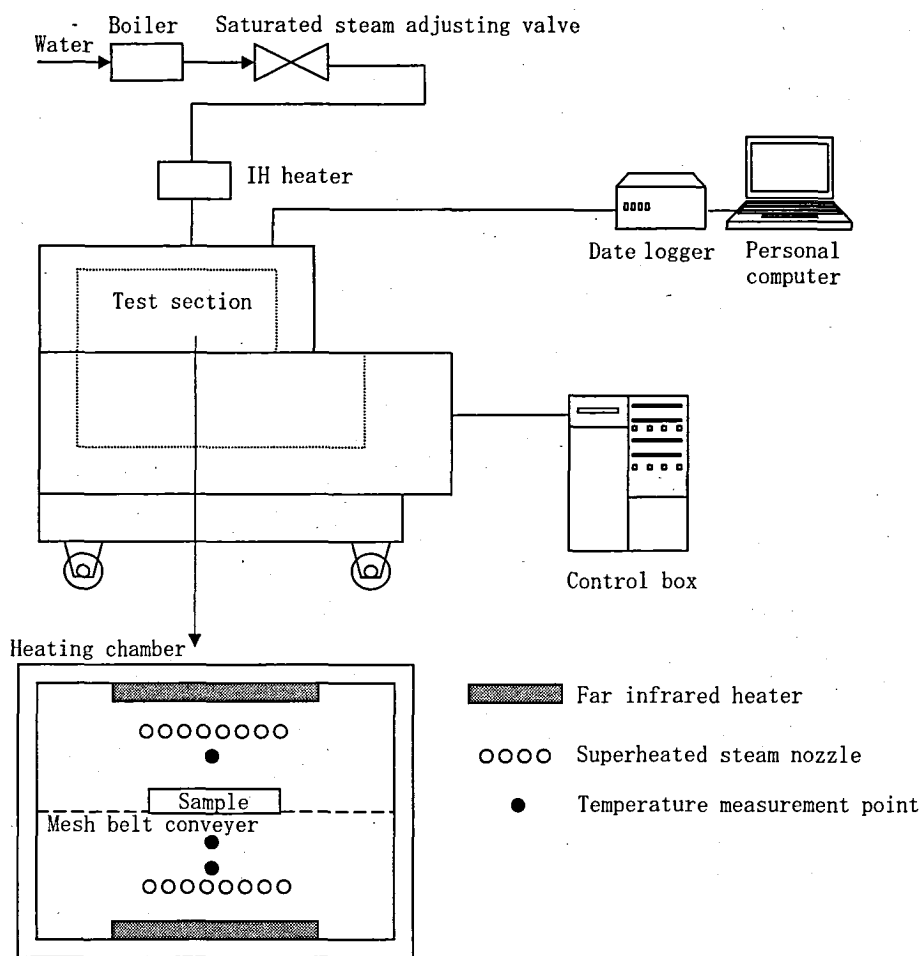 Boiler
Saturated steam adjusting valve
Water
IH heater
Date logger
Personal
computer
Test section
Control box
Heating chamber
Sample
Mesh belt conveyer
Far infrared heater
Superheated steam nozzle
Temperature measurement point